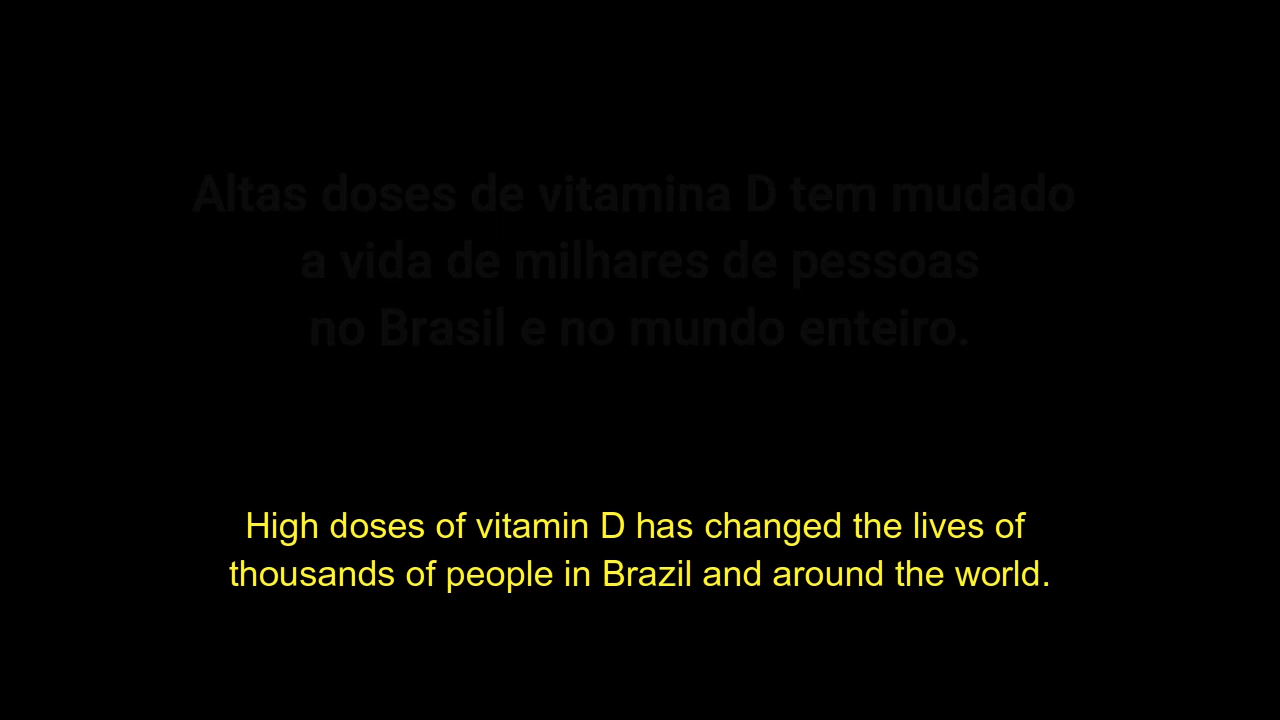 Altas doses de vitamina D tem mudado
a vida de milhares de pessoas
no Brasil e no mundo enteiro.
High doses of vitamin D has changed the lives of
thousands of people in Brazil and around the world.